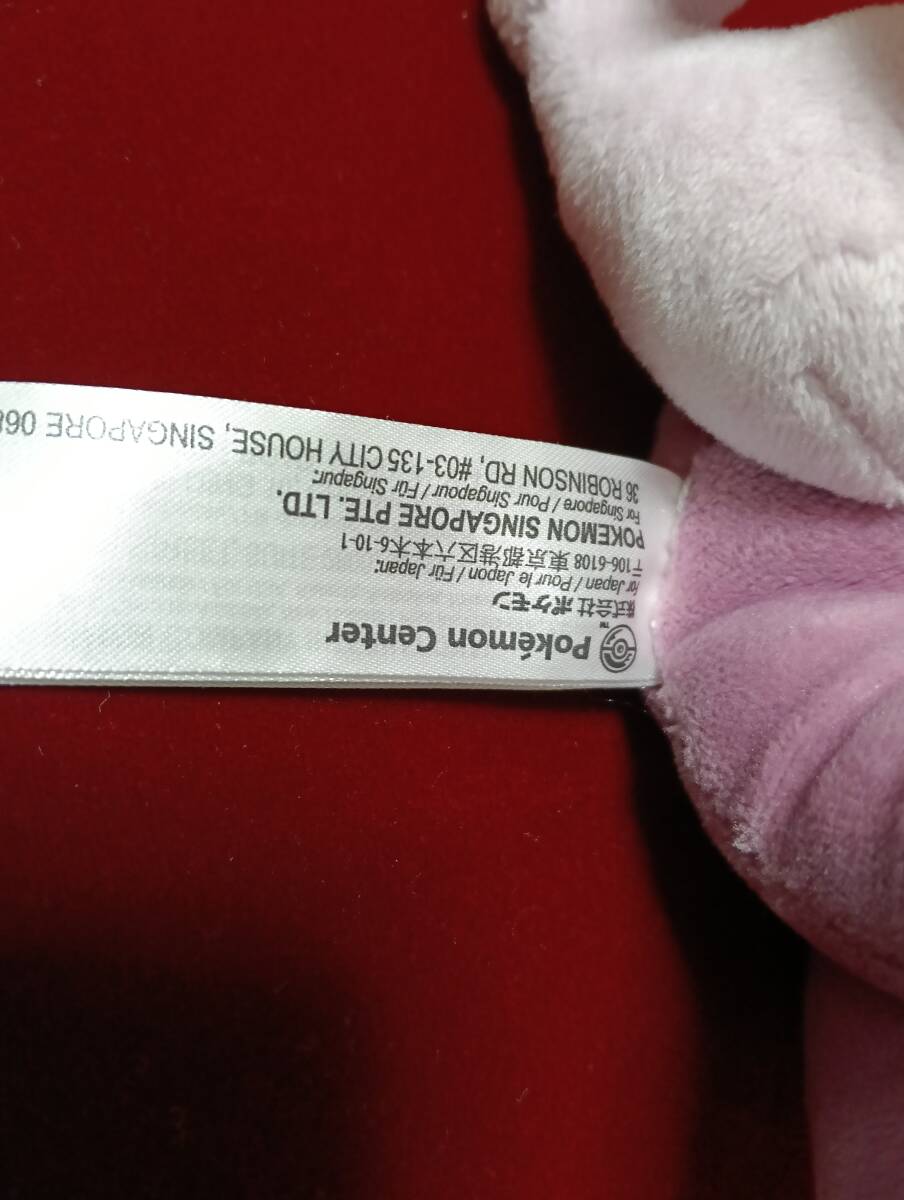 Pokémon Center
TM
株式会社 ポケモン
for Japan / Pour le Japon / Für Japan:
〒106-6108 東京都港区六本木6-10-1
POKEMON SINGAPORE PTE. LTD.
For Singapore / Pour Singapour / Für Singapur:
36 ROBINSON RD, #03-135 CITY HOUSE, SINGAPORE 068